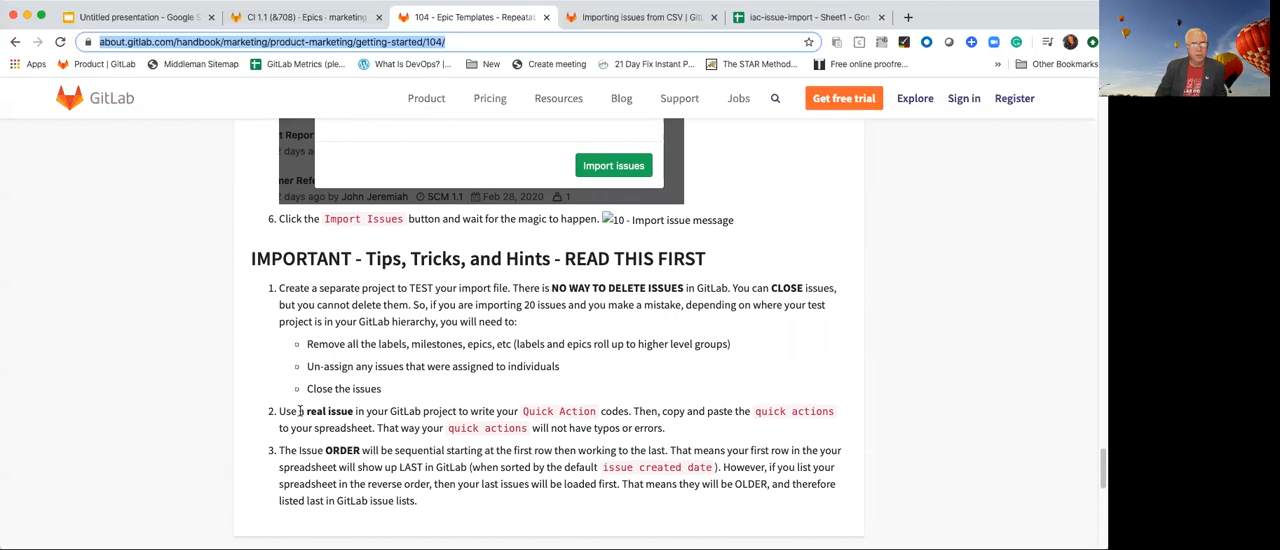 Untitled presentation - Google S
CI 1.1 (&708) · Epics · marketing
104 - Epic Templates - Repeatab
Importing issues from CSV | GitL
iac-issue-import - Sheet1 - Goo
about.gitlab.com/handbook/marketing/product-marketing/getting-started/104/
Apps
Product | GitLab
Middleman Sitemap
GitLab Metrics (ple...
What Is DevOps? |...
New
Create meeting
21 Day Fix Instant P...
The STAR Method...
Free online proofre...
»
Other Bookmarks
GitLab
Product
Pricing
Resources
Blog
Support
Jobs
Get free trial
Explore
Sign in
Register
t Repor
2 days a
Import issues
mer Refe
2 days ago by John Jeremiah SCM 1.1 Feb 28, 2020 1
6. Click the Import Issues button and wait for the magic to happen. 10 - Import issue message
IMPORTANT - Tips, Tricks, and Hints - READ THIS FIRST
1. Create a separate project to TEST your import file. There is NO WAY TO DELETE ISSUES in GitLab. You can CLOSE issues,
but you cannot delete them. So, if you are importing 20 issues and you make a mistake, depending on where your test
project is in your GitLab hierarchy, you will need to:
Remove all the labels, milestones, epics, etc (labels and epics roll up to higher level groups)
Un-assign any issues that were assigned to individuals
Close the issues
2. Use a real issue in your GitLab project to write your Quick Action codes. Then, copy and paste the quick actions
to your spreadsheet. That way your quick actions will not have typos or errors.
3. The Issue ORDER will be sequential starting at the first row then working to the last. That means your first row in the your
spreadsheet will show up LAST in GitLab (when sorted by the default issue created date). However, if you list your
spreadsheet in the reverse order, then your last issues will be loaded first. That means they will be OLDER, and therefore
listed last in GitLab issue lists.